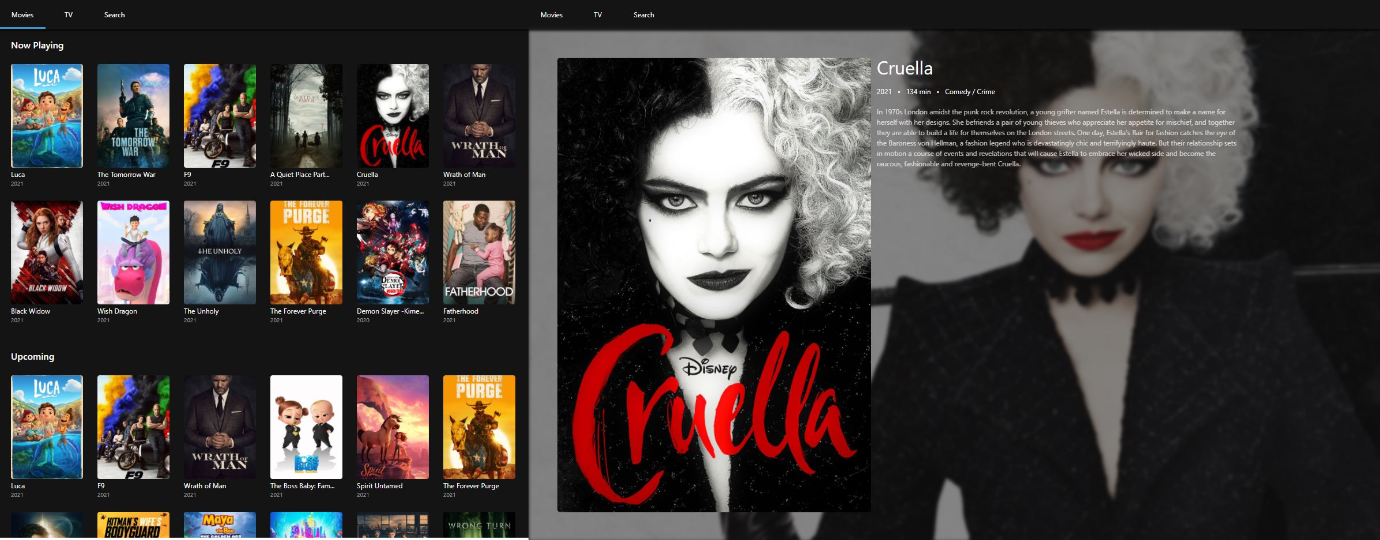 Movies TV Search
Now Playing
LUCA
THE TOMORROW WAR
F9
Cruella
WRATH OF MAN
Luca
2021
The Tomorrow War
2021
F9
2021
A Quiet Place Part...
2021
Cruella
2021
Wrath of Man
2021
BLACK WIDOW
WISH DRAGON
THE UNHOLY
THE FOREVER PURGE
DEMON SLAYER
FATHERHOOD
Black Widow
2021
Wish Dragon
2021
The Unholy
2021
The Forever Purge
2021
Demon Slayer -Kime...
2020
Fatherhood
2021
Upcoming
LUCA
F9
WRATH OF MAN
BOSS BABY
Spirit
THE FOREVER PURGE
Luca
2021
F9
2021
Wrath of Man
2021
The Boss Baby: Fam...
2021
Spirit Untamed
2021
The Forever Purge
2021
HITMAN'S WIFE'S
BODYGUARD
Maya
WRONG TURN
Movies TV Search
Disney
Cruella
Cruella
2021 • 134 min • Comedy / Crime
In 1970s London amidst the punk rock revolution, a young grifter named Estella is determined to make a name for
herself with her designs. She befriends a pair of young thieves who appreciate her appetite for mischief, and together
they are able to build a life for themselves on the London streets. One day, Estella's flair for fashion catches the eye of
the Baroness von Hellman, a fashion legend who is devastatingly chic and terrifyingly haute. But their relationship sets
in motion a course of events and revelations that will cause Estella to embrace her wicked side and become the
raucous, fashionable and revenge-bent Cruella.